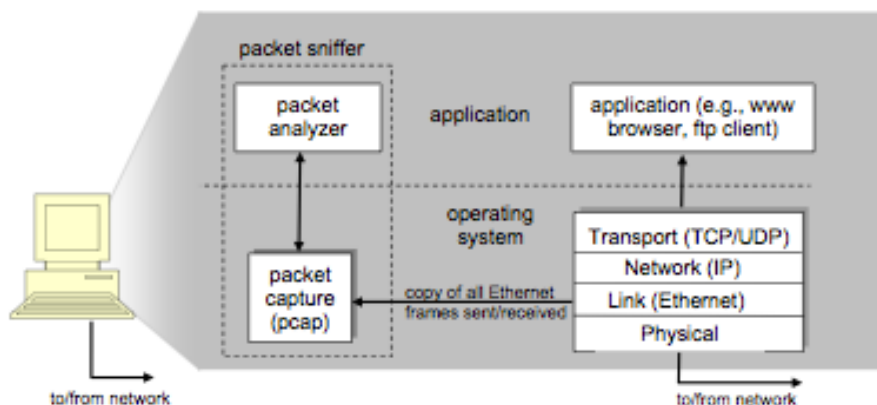 packet sniffer
packet
analyzer
application
application (e.g., www
browser, ftp client)
operating
system
packet
capture
(pcap)
copy of all Ethernet
frames sent/received
Transport (TCP/UDP)
Network (IP)
Link (Ethernet)
Physical
to/from network
to/from network